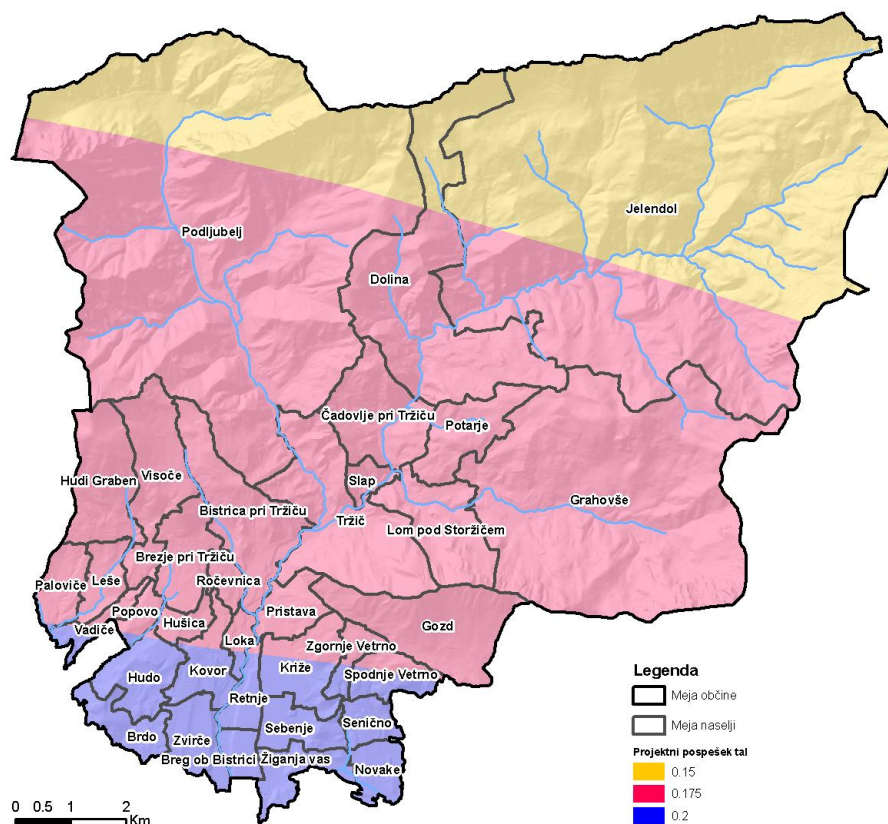 Jelendol
Podljubelj
Dolina
Čadovlje pri Tržiču
Potarje
Hudi Graben
Visoče
Slap
Grahovše
Bistrica pri Tržiču
Tržič
Lom pod Storžičem
Brezje pri Tržiču
Paloviče
Leše
Ročevnica
Popovo
Pristava
Hušica
Gozd
Vadiče
Loka
Zgornje Vetrno
Hudo
Kovor
Križe
Spodnje Vetrno
Retnje
Brdo
Zvirče
Sebenje
Senično
Breg ob Bistrici
Žiganja vas
Novake
Legenda
Meja občine
Meja naselji
Projektni pospešek tal
0.15
0.175
0.2
0 0.5 1 2
Km